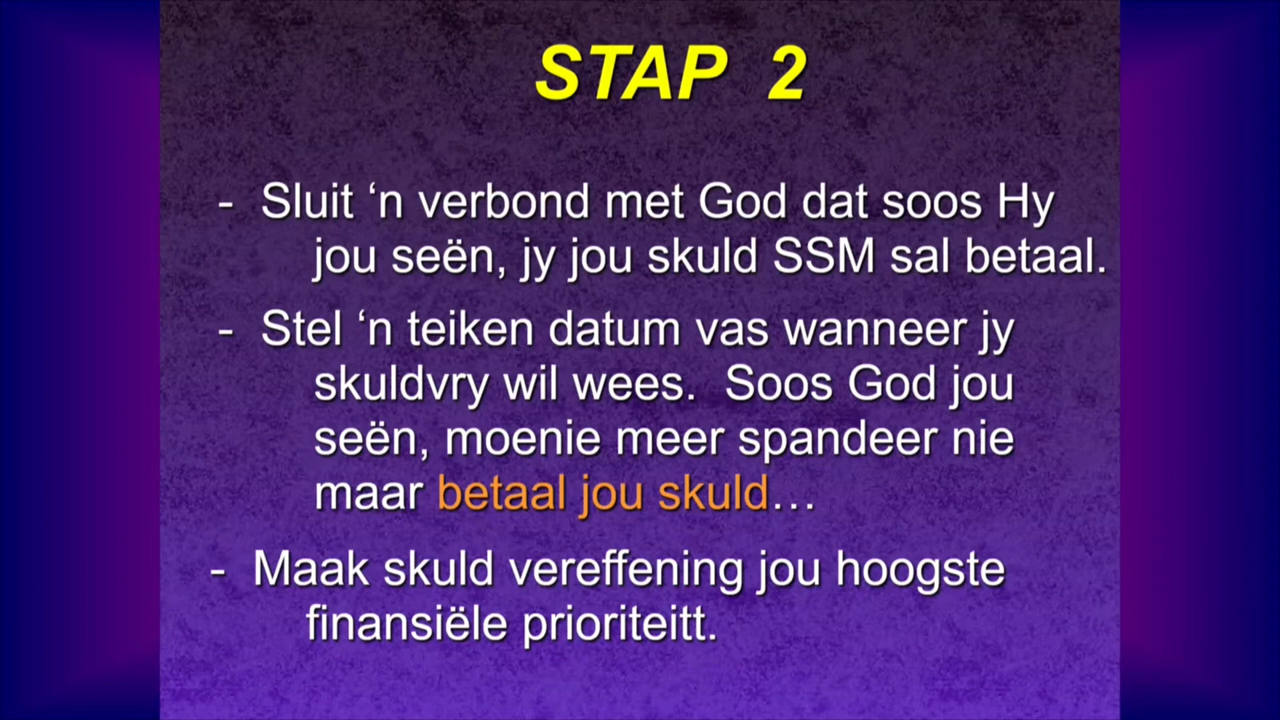 STAP 2
- Sluit ‘n verbond met God dat soos Hy
jou seën, jy jou skuld SSM sal betaal.
- Stel ‘n teiken datum vas wanneer jy
skuldvry wil wees. Soos God jou
seën, moenie meer spandeer nie
maar betaal jou skuld…
- Maak skuld vereffening jou hoogste
finansiële prioriteitt.